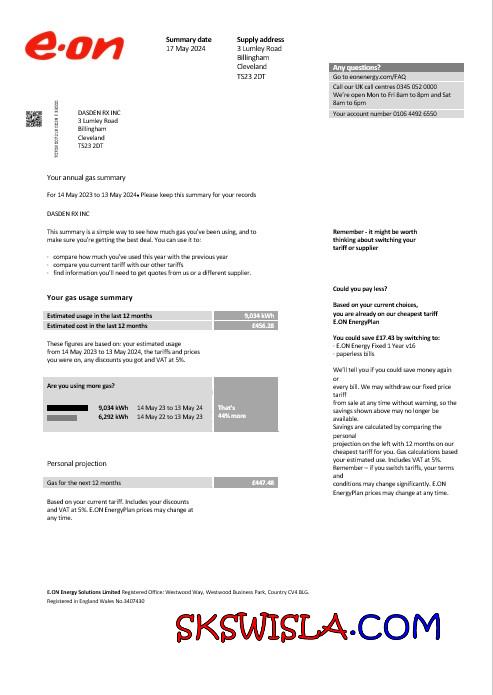 e·on
Summary date
17 May 2024
Supply address
3 Lumley Road
Billingham
Cleveland
TS23 2DT
Any questions?
Go to eonenergy.com/FAQ
Call our UK call centres 0345 052 0000
We're open Mon to Fri 8am to 8pm and Sat
8am to 6pm
Your account number 0106 4492 6550
DASDEN RX INC
3 Lumley Road
Billingham
Cleveland
TS23 2DT
Your annual gas summary
For 14 May 2023 to 13 May 2024. Please keep this summary for your records
DASDEN RX INC
This summary is a simple way to see how much gas you've been using, and to
make sure you're getting the best deal. You can use it to:
- compare how much you've used this year with the previous year
- compare you current tariff with our other tariffs
- find information you'll need to get quotes from us or a different supplier.
Your gas usage summary
Estimated usage in the last 12 months 9,034 kWh
Estimated cost in the last 12 months £456.28
These figures are based on: your estimated usage
from 14 May 2023 to 13 May 2024, the tariffs and prices
you were on, any discounts you got and VAT at 5%.
Are you using more gas?
9,034 kWh 14 May 23 to 13 May 24
6,292 kWh 14 May 22 to 13 May 23
That's
44% more
Personal projection
Gas for the next 12 months £447.48
Based on your current tariff. Includes your discounts
and VAT at 5%. E.ON EnergyPlan prices may change at
any time.
Remember - it might be worth
thinking about switching your
tariff or supplier
Could you pay less?
Based on your current choices,
you are already on our cheapest tariff
E.ON EnergyPlan
You could save £17.43 by switching to:
- E.ON Energy Fixed 1 Year v16
- paperless bills
We'll tell you if you could save money again
or
every bill. We may withdraw our fixed price
tariff
from sale at any time without warning, so the
savings shown above may no longer be
available.
Savings are calculated by comparing the
personal
projection on the left with 12 months on our
cheapest tariff for you. Gas calculations based
your estimated use. Includes VAT at 5%.
Remember – if you switch tariffs, your terms
and
conditions may change significantly. E.ON
EnergyPlan prices may change at any time.
E.ON Energy Solutions Limited Registered Office: Westwood Way, Westwood Business Park, Country CV4 8LG.
Registered in England Wales No.3407430
SKSWISLA.COM